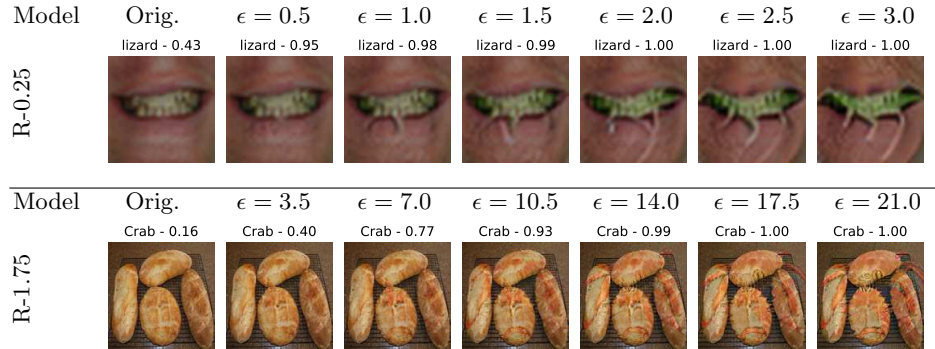 Model Orig. ϵ = 0.5 ϵ = 1.0 ϵ = 1.5 ϵ = 2.0 ϵ = 2.5 ϵ = 3.0
lizard - 0.43 lizard - 0.95 lizard - 0.98 lizard - 0.99 lizard - 1.00 lizard - 1.00 lizard - 1.00
R-0.25
Model Orig. ϵ = 3.5 ϵ = 7.0 ϵ = 10.5 ϵ = 14.0 ϵ = 17.5 ϵ = 21.0
Crab - 0.16 Crab - 0.40 Crab - 0.77 Crab - 0.93 Crab - 0.99 Crab - 1.00 Crab - 1.00
R-1.75